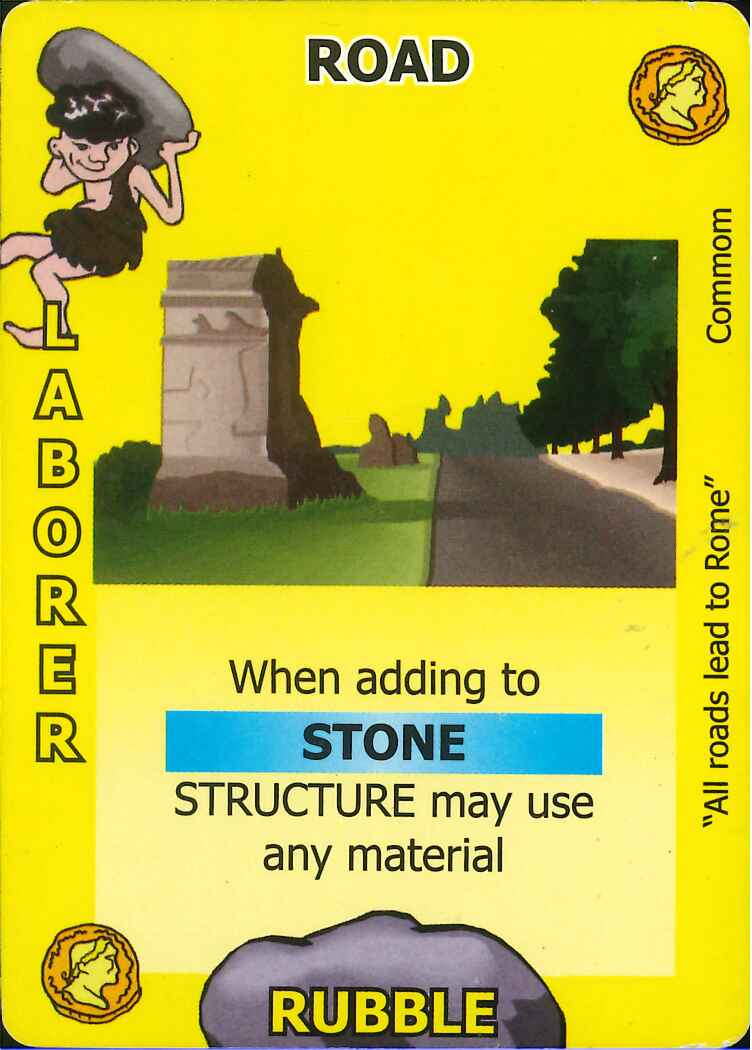 ROAD
LABORER
Commom
"All roads lead to Rome"
When adding to
STONE
STRUCTURE may use
any material
RUBBLE